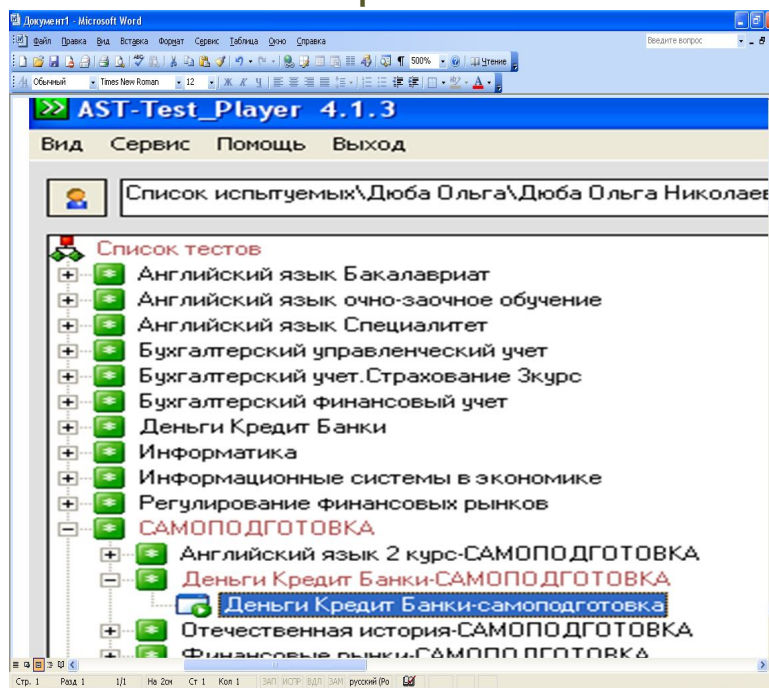 Документ1 - Microsoft Word
Файл Правка Вид Вставка Формат Сервис Таблица Окно Справка
Введите вопрос
500% Чтение
Обычный Times New Roman 12 Ж К Ч
AST-Test_Player 4.1.3
Вид Сервис Помощь Выход
Список испытуемых\Дюба Ольга\Дюба Ольга Николаев
Список тестов
Английский язык Бакалавриат
Английский язык очно-заочное обучение
Английский язык Специалитет
Бухгалтерский управленческий учет
Бухгалтерский учет.Страхование 3курс
Бухгалтерский финансовый учет
Деньги Кредит Банки
Информатика
Информационные системы в экономике
Регулирование финансовых рынков
САМОПОДГОТОВКА
Английский язык 2 курс-САМОПОДГОТОВКА
Деньги Кредит Банки-САМОПОДГОТОВКА
Деньги Кредит Банки-самоподготовка
Отечественная история-САМОПОДГОТОВКА
Финансовые рынки-САМОПОДГОТОВКА
Стр. 1 Разд 1 1/1 На 2см Ст 1 Кол 1 ЗАП ИСПР ВДЛ ЗАМ русский (Ро